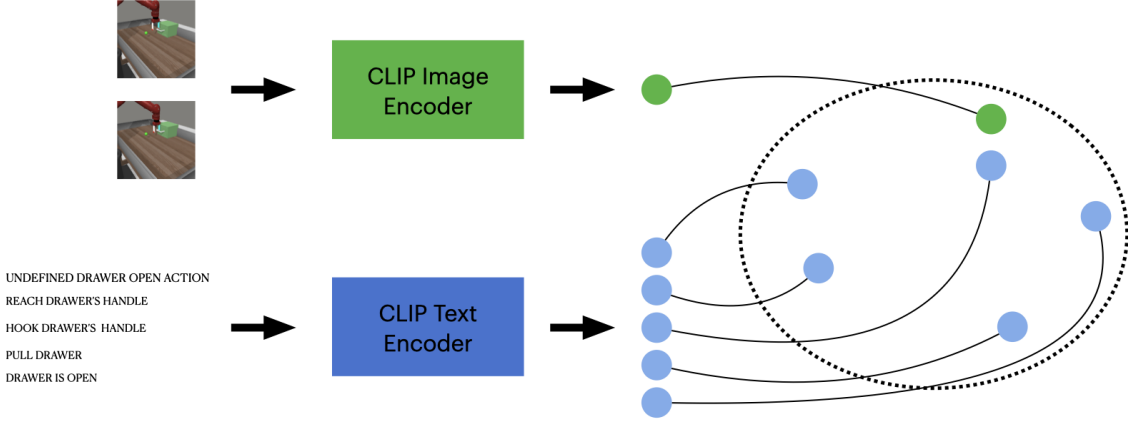 CLIP Image
Encoder
UNDEFINED DRAWER OPEN ACTION
REACH DRAWER'S HANDLE
HOOK DRAWER'S HANDLE
PULL DRAWER
DRAWER IS OPEN
CLIP Text
Encoder